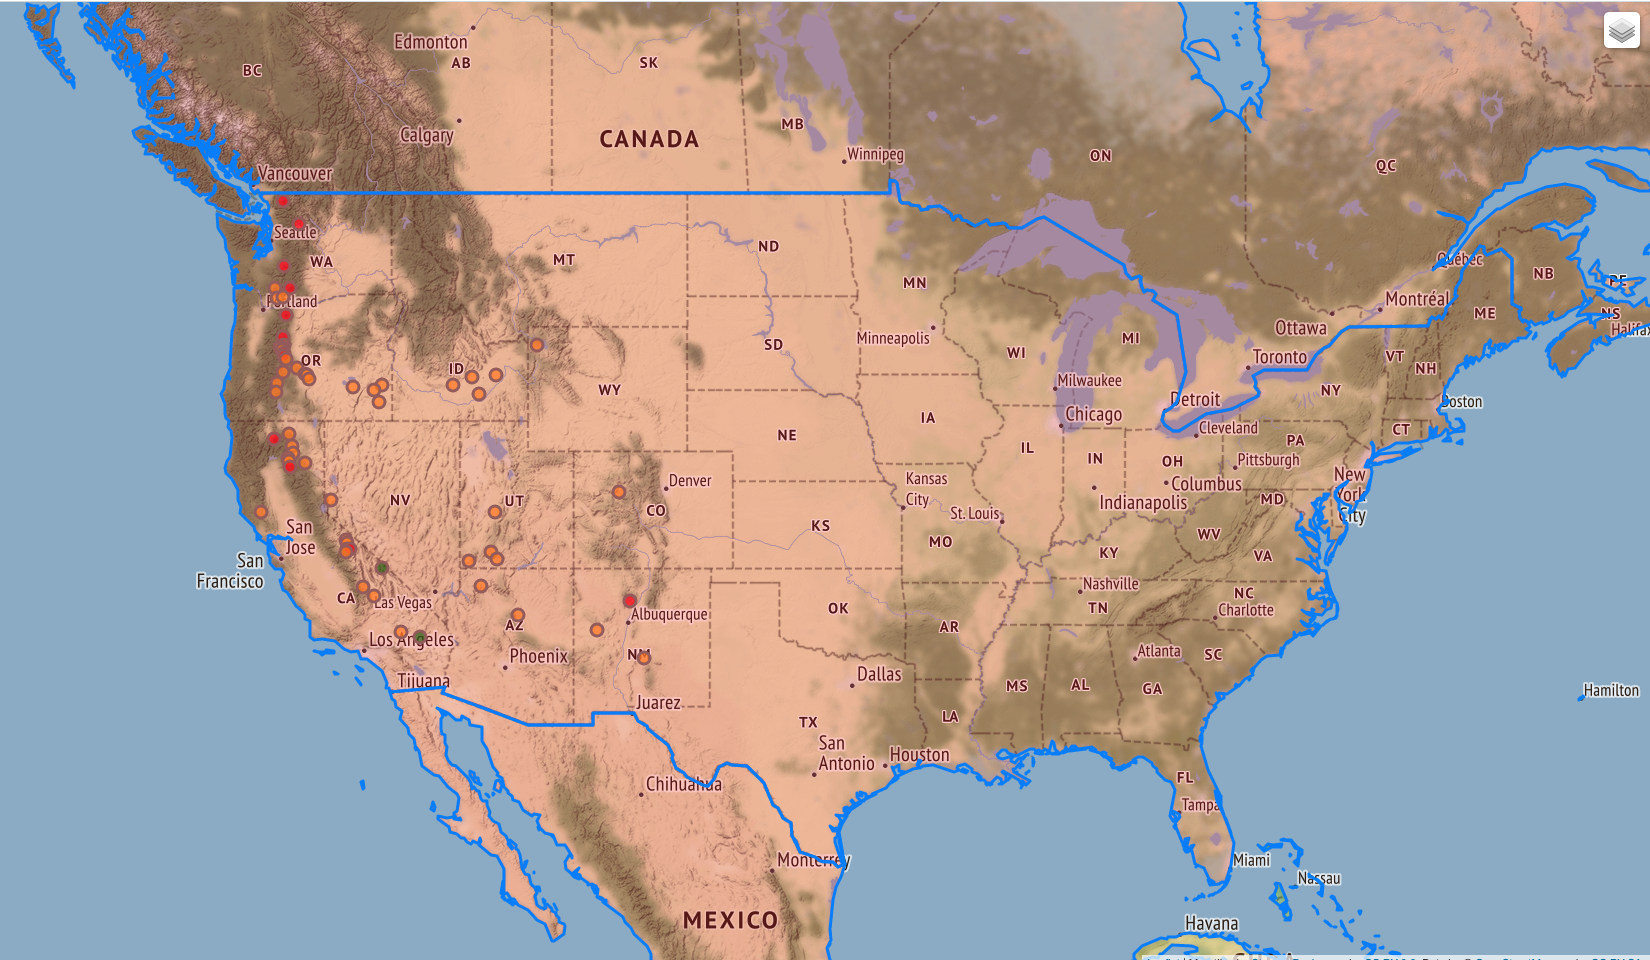 Edmonton
AB
SK
BC
MB
Calgary
CANADA
Winnipeg
ON
QC
Vancouver
Seattle
WA
MT
ND
MN
Québec
NB
PE
Portland
Montréal
ME
NS
Halifax
Ottawa
Minneapolis
SD
WI
MI
Toronto
VT
NH
OR
ID
WY
Milwaukee
NY
Detroit
Boston
Chicago
IA
Cleveland
CT
NE
IL
IN
OH
PA
Pittsburgh
Denver
Kansas
City
Columbus
New
York
City
NV
UT
CO
Indianapolis
MD
St. Louis
San
Jose
KS
MO
WV
VA
KY
San
Francisco
CA
Las Vegas
Nashville
NC
Charlotte
TN
OK
Albuquerque
AZ
AR
Los Angeles
NM
Phoenix
Atlanta
SC
Tijuana
Dallas
MS
AL
GA
Hamilton
Juarez
LA
TX
San
Antonio
Houston
FL
Chihuahua
Tampa
Monterrey
Miami
Nassau
MEXICO
Havana